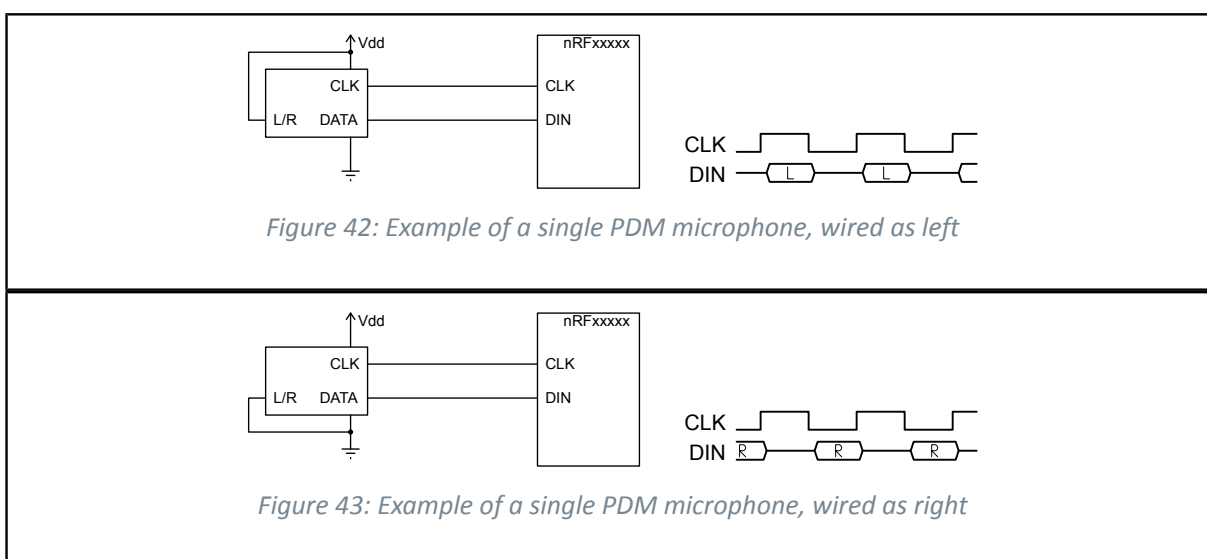 Vdd
nRFxxxxx
CLK
CLK
L/R DATA
DIN
CLK
DIN L L
Figure 42: Example of a single PDM microphone, wired as left
Vdd
nRFxxxxx
CLK
CLK
L/R DATA
DIN
CLK
DIN R R R
Figure 43: Example of a single PDM microphone, wired as right